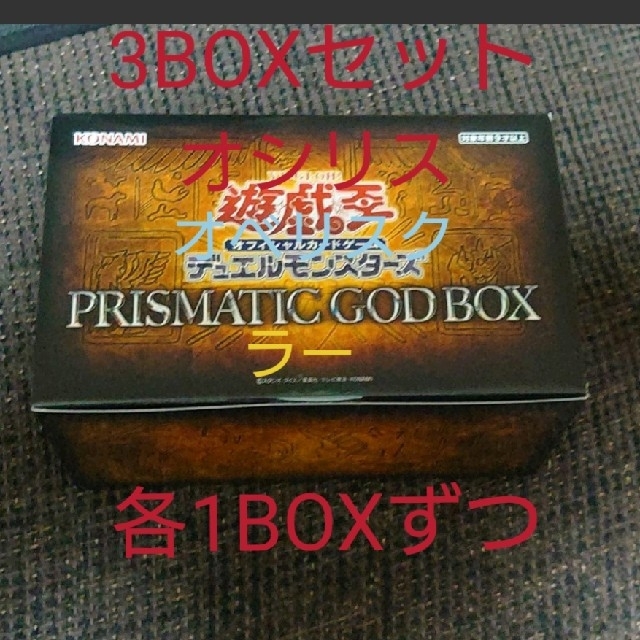 3BOXセット
KONAMI
オシリス
遊戯王
オベリスク
オフィシャルカードゲーム
デュエルモンスターズ
PRISMATIC GOD BOX
ラー
各1BOXずつ